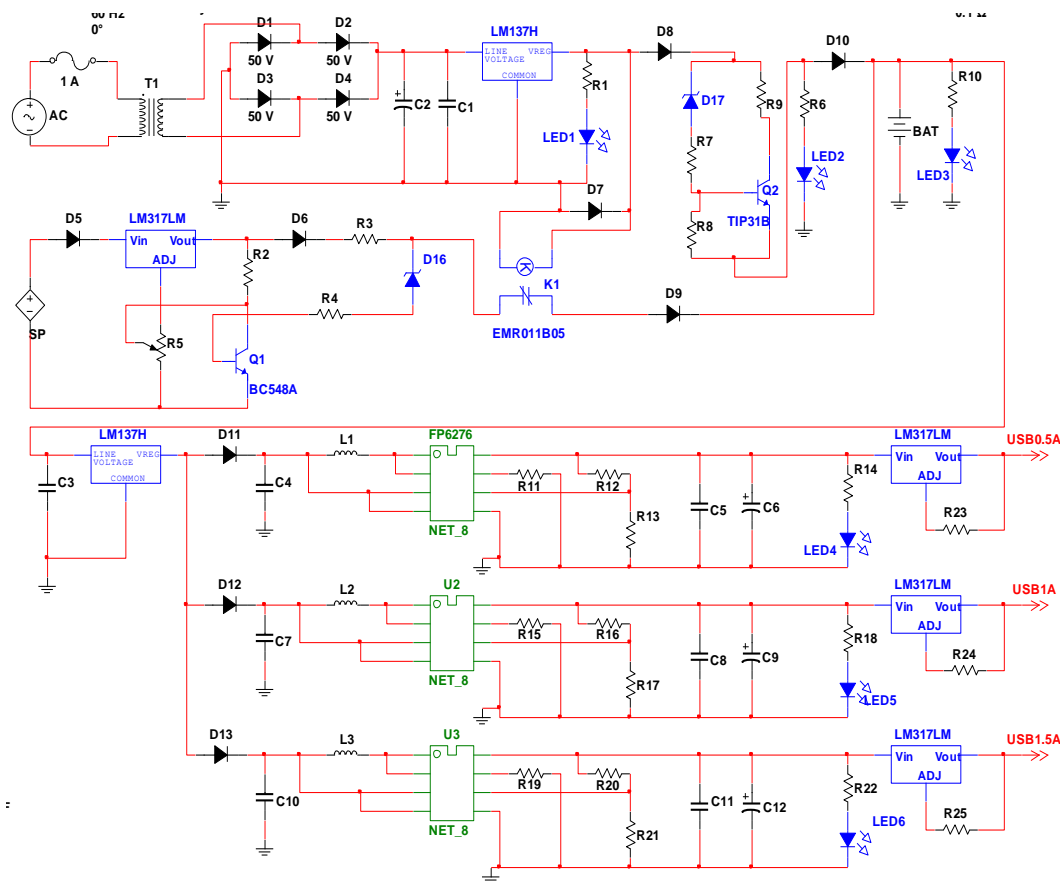 60 Hz
0°
0.1 Ω
D1
D2
LM137H
D8
D10
50 V
50 V
LINE VREG
VOLTAGE
COMMON
1 A
T1
D3
D4
R1
D17
R9
R6
R10
AC
C2
C1
50 V
50 V
LED1
R7
LED2
BAT
LED3
Q2
TIP31B
D7
R8
D5
LM317LM
D6
R3
Vin Vout
ADJ
R2
D16
K
K1
EMR011B05
D9
SP
R4
R5
Q1
BC548A
LM137H
D11
L1
FP6276
LM317LM
USB0.5A
LINE VREG
VOLTAGE
COMMON
Vin Vout
ADJ
C3
C4
R11
R12
R13
C5
C6
R14
R23
NET_8
LED4
D12
L2
U2
LM317LM
USB1A
Vin Vout
ADJ
C7
R15
R16
R17
C8
C9
R18
R24
NET_8
LED5
D13
L3
U3
LM317LM
USB1.5A
Vin Vout
ADJ
C10
R19
R20
R21
C11
C12
R22
R25
NET_8
LED6